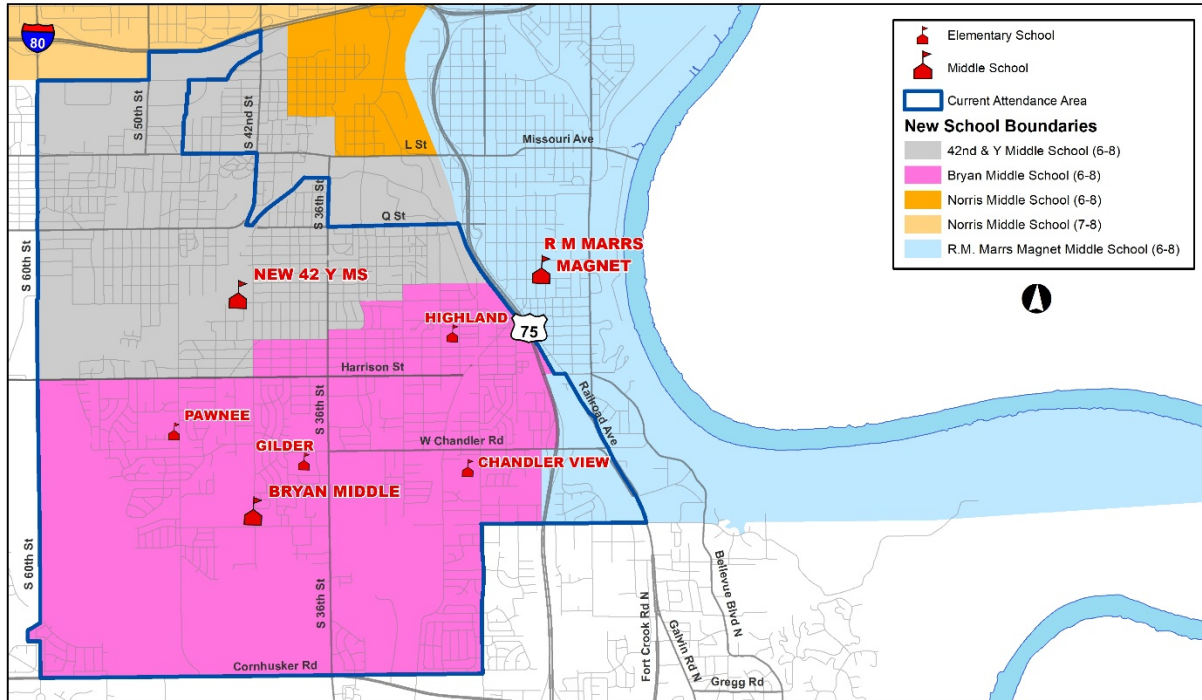 80
Elementary School
Middle School
Current Attendance Area
New School Boundaries
42nd & Y Middle School (6-8)
Bryan Middle School (6-8)
Norris Middle School (6-8)
Norris Middle School (7-8)
R.M. Marrs Magnet Middle School (6-8)
S 50th St
S 42nd St
L St
Missouri Ave
S 36th St
Q St
S 60th St
R M MARRS
MAGNET
NEW 42 Y MS
HIGHLAND
75
Harrison St
Railroad Ave
PAWNEE
S 36th St
W Chandler Rd
GILDER
CHANDLER VIEW
BRYAN MIDDLE
S 60th St
S 36th St
Bellevue Blvd N
Fort Crook Rd N
Galvin Rd N
Cornhusker Rd
Gregg Rd